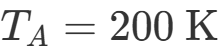 T_A = 200 K